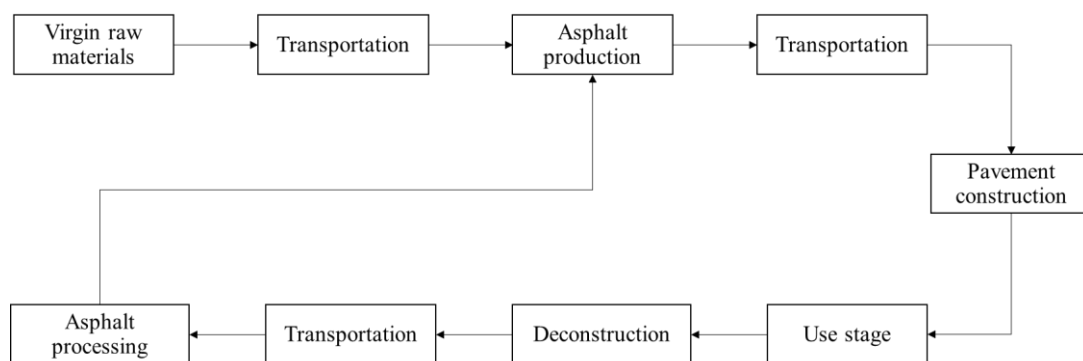 Virgin raw
materials
Transportation
Asphalt
production
Transportation
Pavement
construction
Use stage
Deconstruction
Transportation
Asphalt
processing